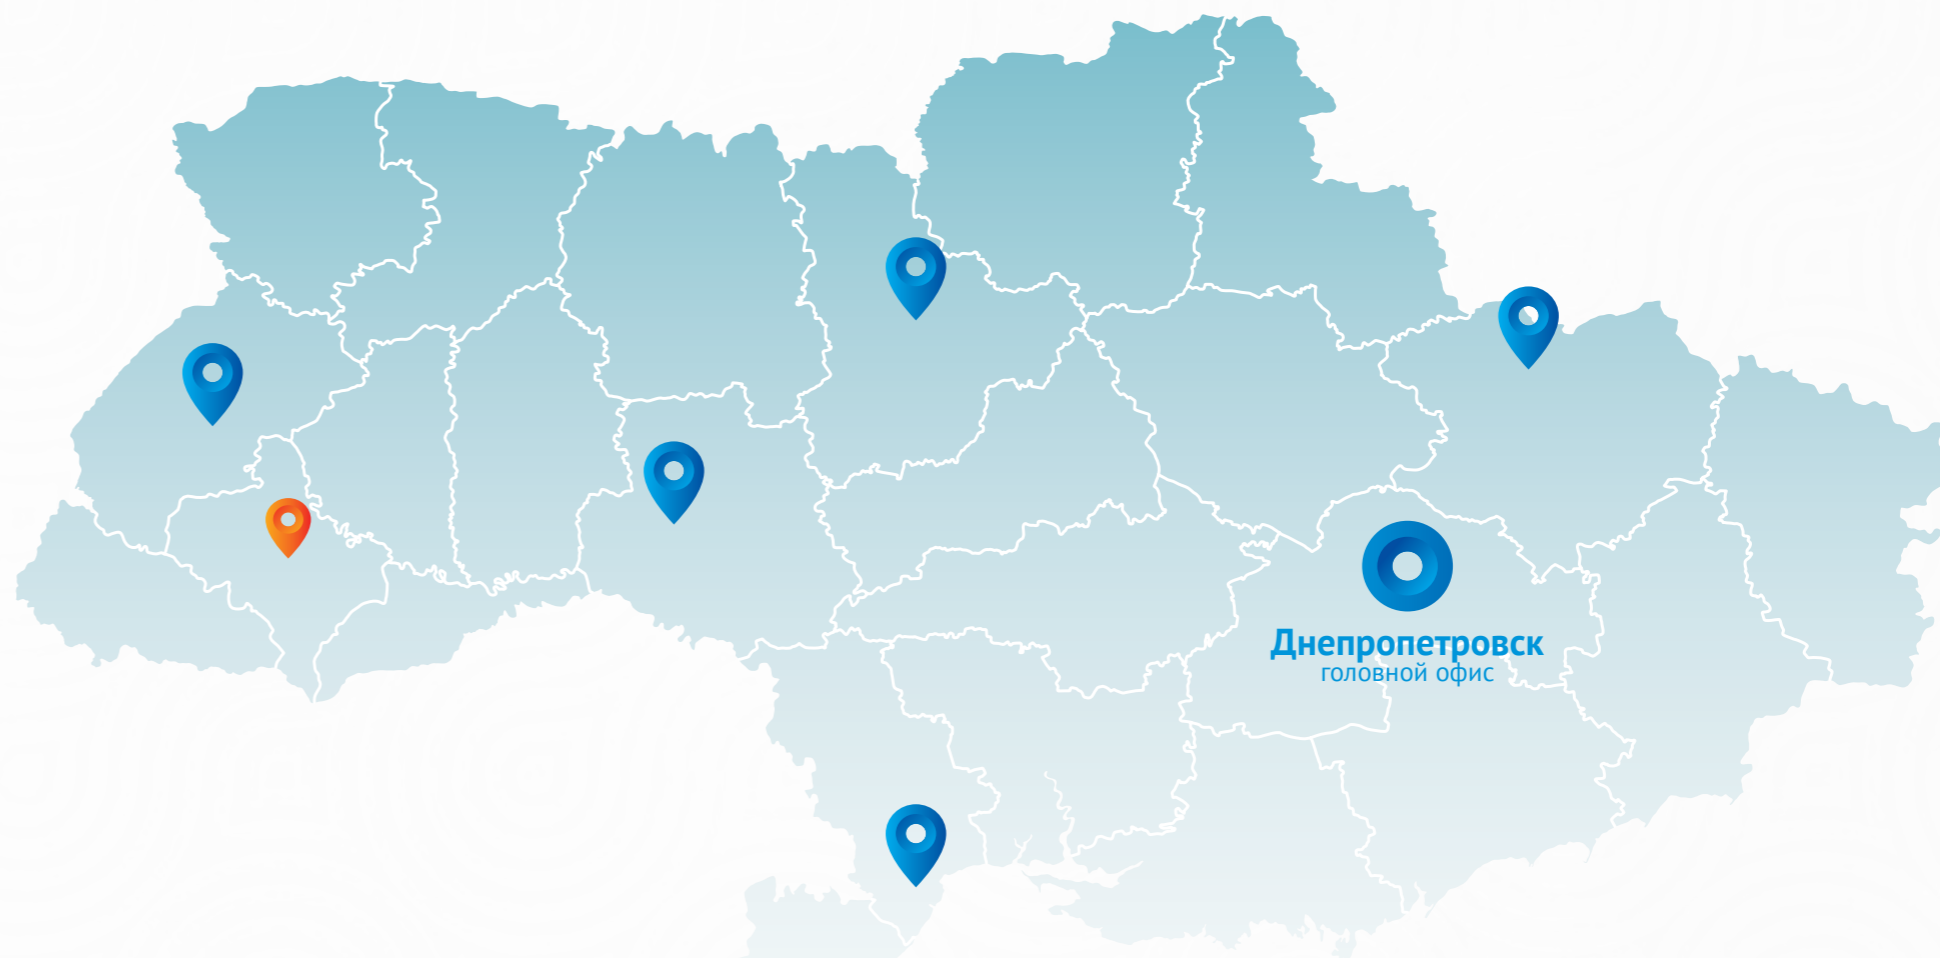 Днепропетровск
головной офис